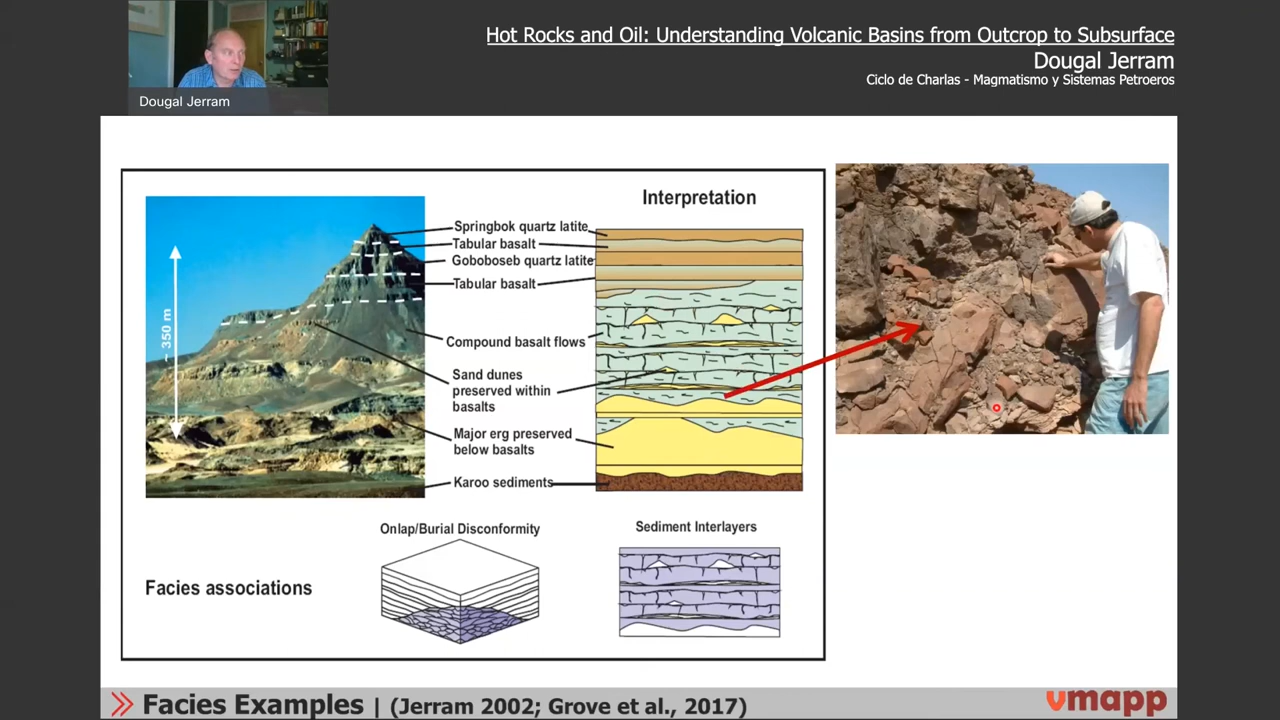 Hot Rocks and Oil: Understanding Volcanic Basins from Outcrop to Subsurface
Dougal Jerram
Ciclo de Charlas - Magmatismo y Sistemas Petroeros
Dougal Jerram
Interpretation
Springbok quartz latite
Tabular basalt
Goboboseb quartz latite
Tabular basalt
~ 350 m
Compound basalt flows
Sand dunes
preserved within
basalts
Major erg preserved
below basalts
Karoo sediments
Onlap/Burial Disconformity
Sediment Interlayers
Facies associations
Facies Examples | (Jerram 2002; Grove et al., 2017)
vmapp